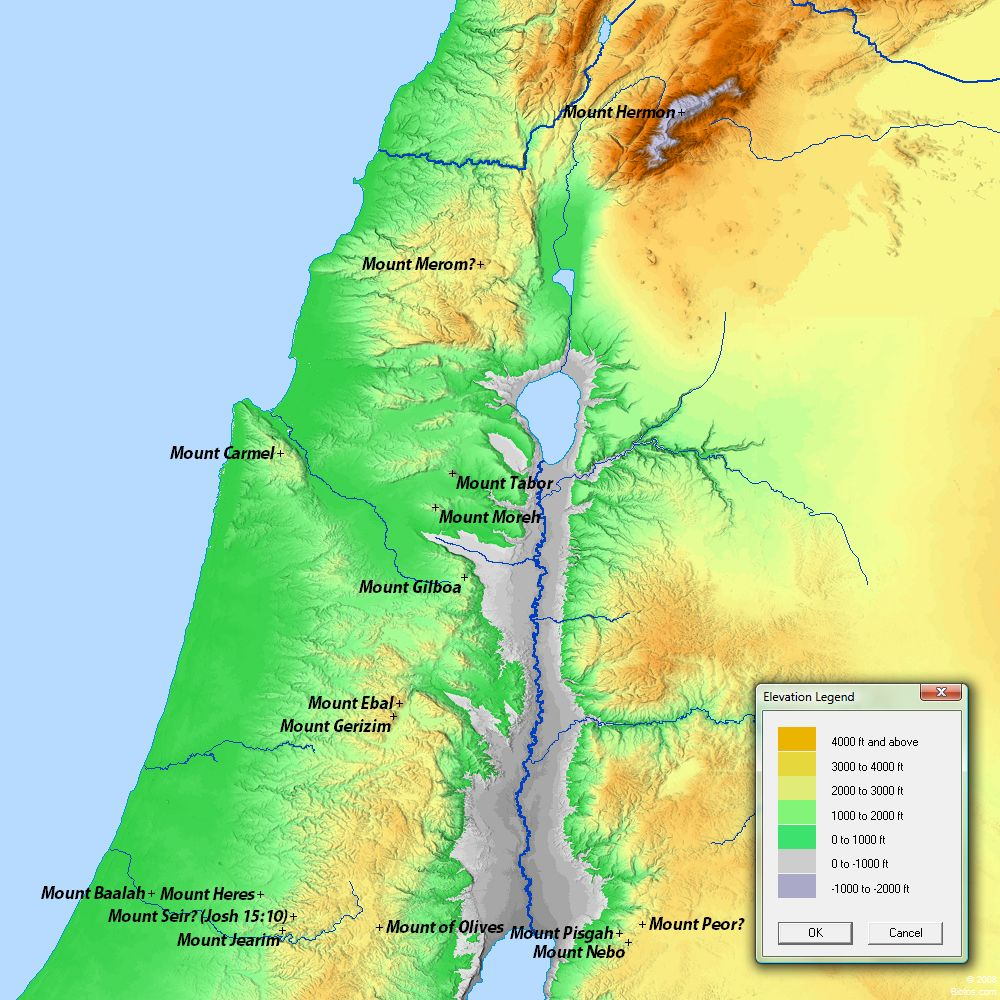 Mount Hermon
Mount Merom?
Mount Carmel
Mount Tabor
Mount Moreh
Mount Gilboa
Mount Ebal
Mount Gerizim
Elevation Legend
4000 ft and above
3000 to 4000 ft
2000 to 3000 ft
1000 to 2000 ft
0 to 1000 ft
0 to -1000 ft
-1000 to -2000 ft
OK
Cancel
Mount Baalah
Mount Heres
Mount Seir? (Josh 15:10)
Mount Jearim
Mount of Olives
Mount Pisgah
Mount Nebo
Mount Peor?
Bibl​os.com